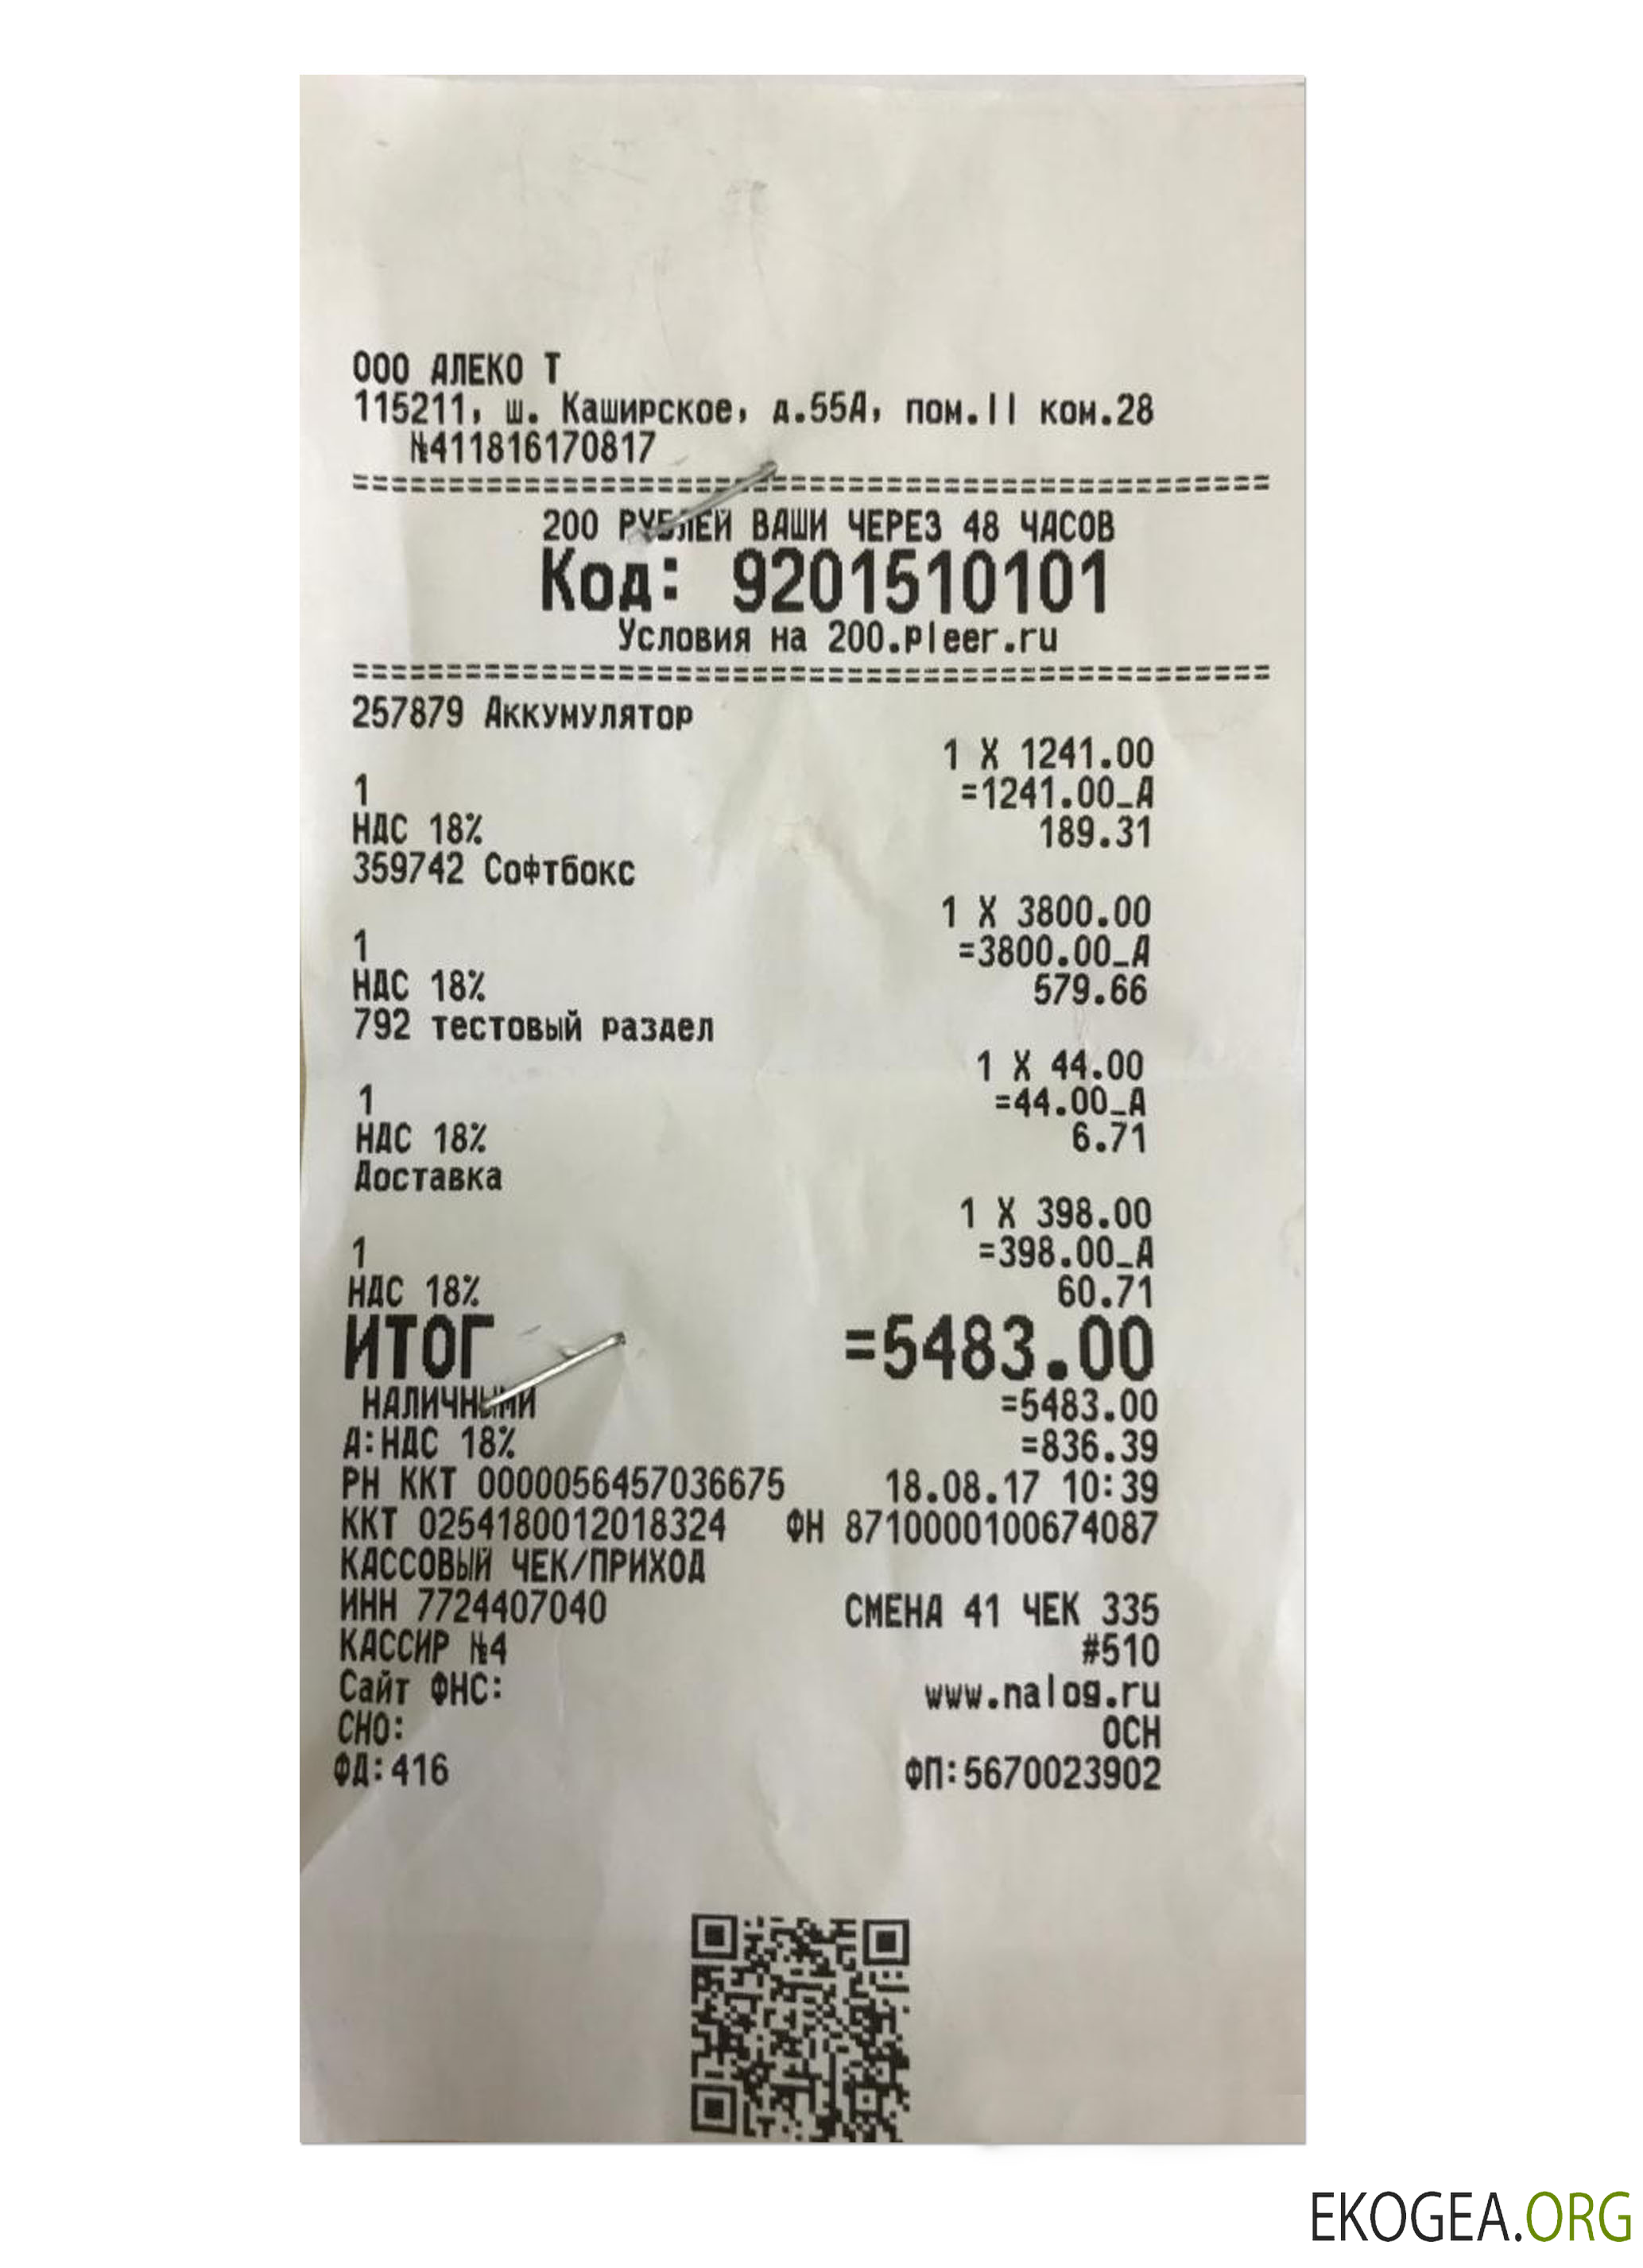 ООО АЛЕКО Т
115211, ш. Каширское, д.55А, пом.II ком.28
№411816170817
================================================
200 РУБЛЕЙ ВАШИ ЧЕРЕЗ 48 ЧАСОВ
Код: 9201510101
Условия на 200.pleer.ru
================================================
257879 Аккумулятор
1 X 1241.00
1 =1241.00_А
НДС 18% 189.31
359742 Софтбокс
1 X 3800.00
1 =3800.00_А
НДС 18% 579.66
792 тестовый раздел
1 X 44.00
1 =44.00_А
НДС 18% 6.71
Доставка
1 X 398.00
1 =398.00_А
НДС 18% 60.71
ИТОГ =5483.00
НАЛИЧНЫМИ =5483.00
А:НДС 18% =836.39
РН ККТ 0000056457036675 18.08.17 10:39
ККТ 0254180012018324 ФН 8710000100674087
КАССОВЫЙ ЧЕК/ПРИХОД
ИНН 7724407040 СМЕНА 41 ЧЕК 335
КАССИР №4 #510
Сайт ФНС: www.nalog.ru
СНО: ОСН
ФД:416 ФП:5670023902
EKOGEA.ORG